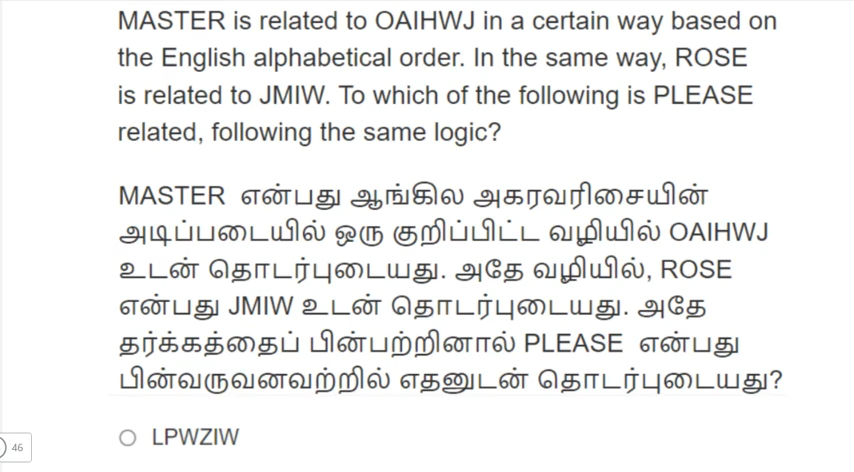 MASTER is related to OAIHWJ in a certain way based on
the English alphabetical order. In the same way, ROSE
is related to JMIW. To which of the following is PLEASE
related, following the same logic?
MASTER என்பது ஆங்கில அகரவரிசையின்
அடிப்படையில் ஒரு குறிப்பிட்ட வழியில் OAIHWJ
உடன் தொடர்புடையது. அதே வழியில், ROSE
என்பது JMIW உடன் தொடர்புடையது. அதே
தர்க்கத்தைப் பின்பற்றினால் PLEASE என்பது
பின்வருவனவற்றில் எதனுடன் தொடர்புடையது?
LPWZIW
46